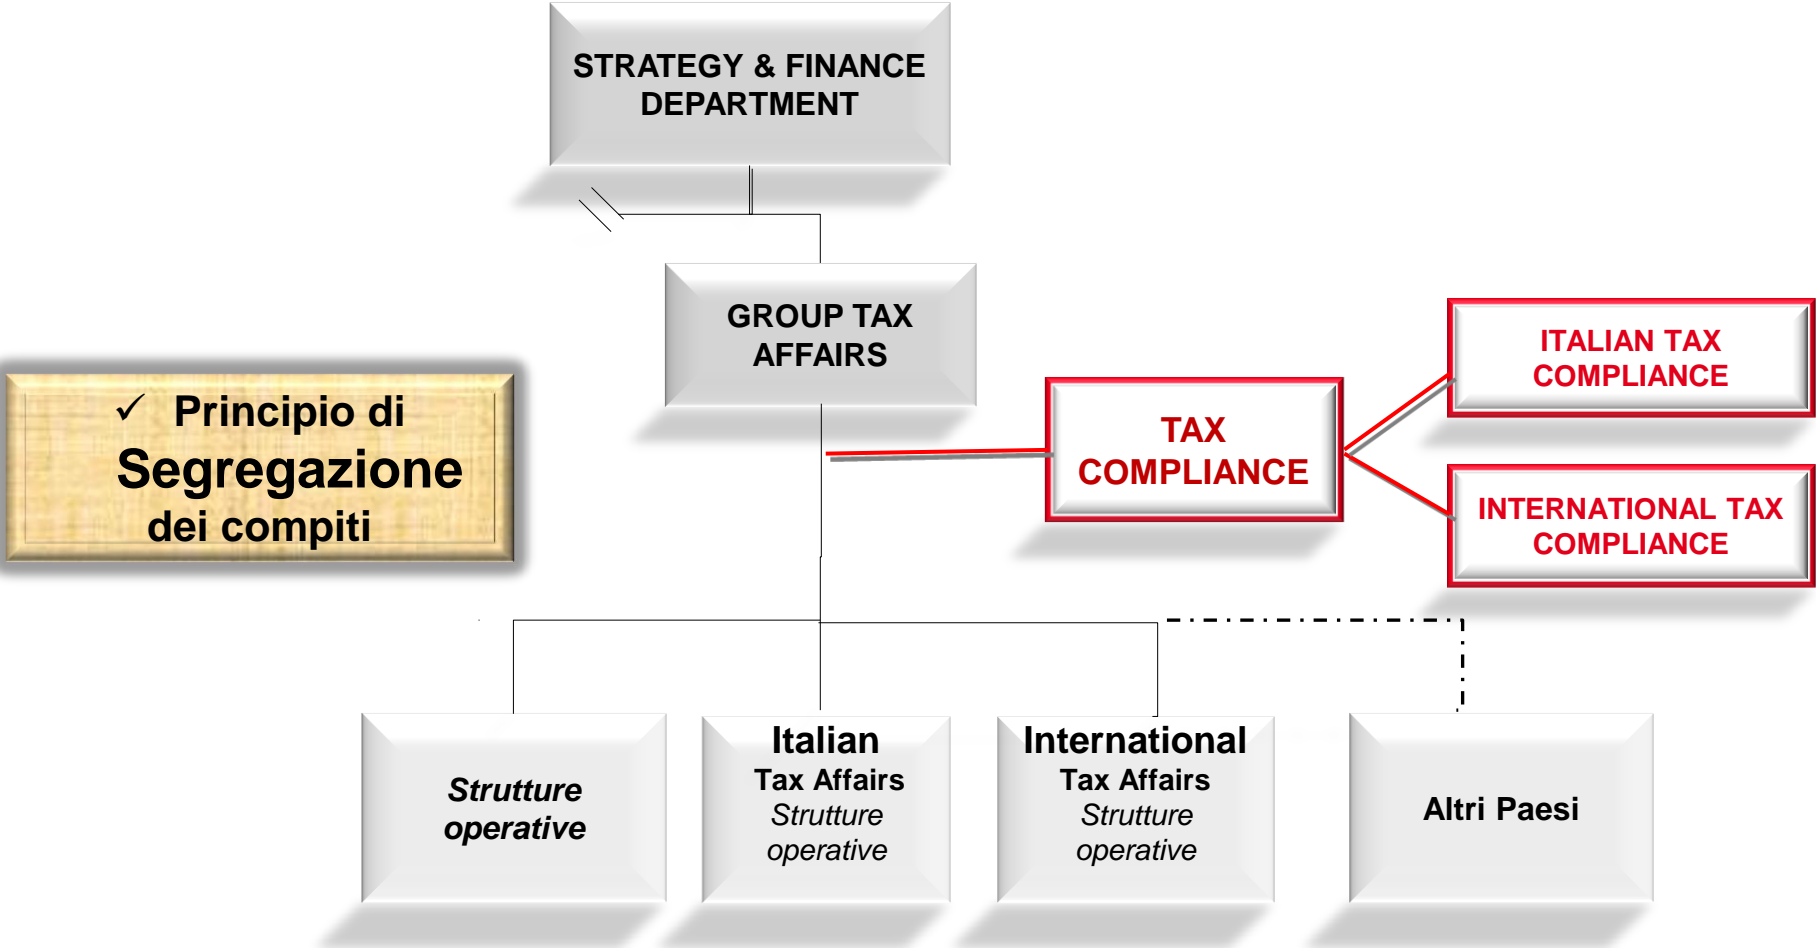 STRATEGY & FINANCE
DEPARTMENT
GROUP TAX
AFFAIRS
✓ Principio di
Segregazione
dei compiti
TAX
COMPLIANCE
ITALIAN TAX
COMPLIANCE
INTERNATIONAL TAX
COMPLIANCE
Strutture
operative
Italian
Tax Affairs
Strutture
operative
International
Tax Affairs
Strutture
operative
Altri Paesi